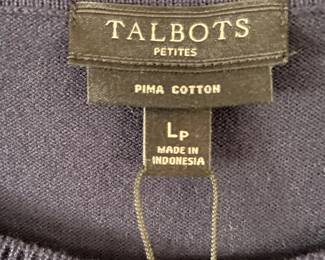 TALBOTS
PETITES
PIMA COTTON
LP
MADE IN
INDONESIA